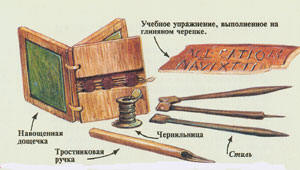 Учебное упражнение, выполненное на
глиняном черепке.
Навощенная
дощечка
Чернильница
Тростниковая
ручка
Стиль